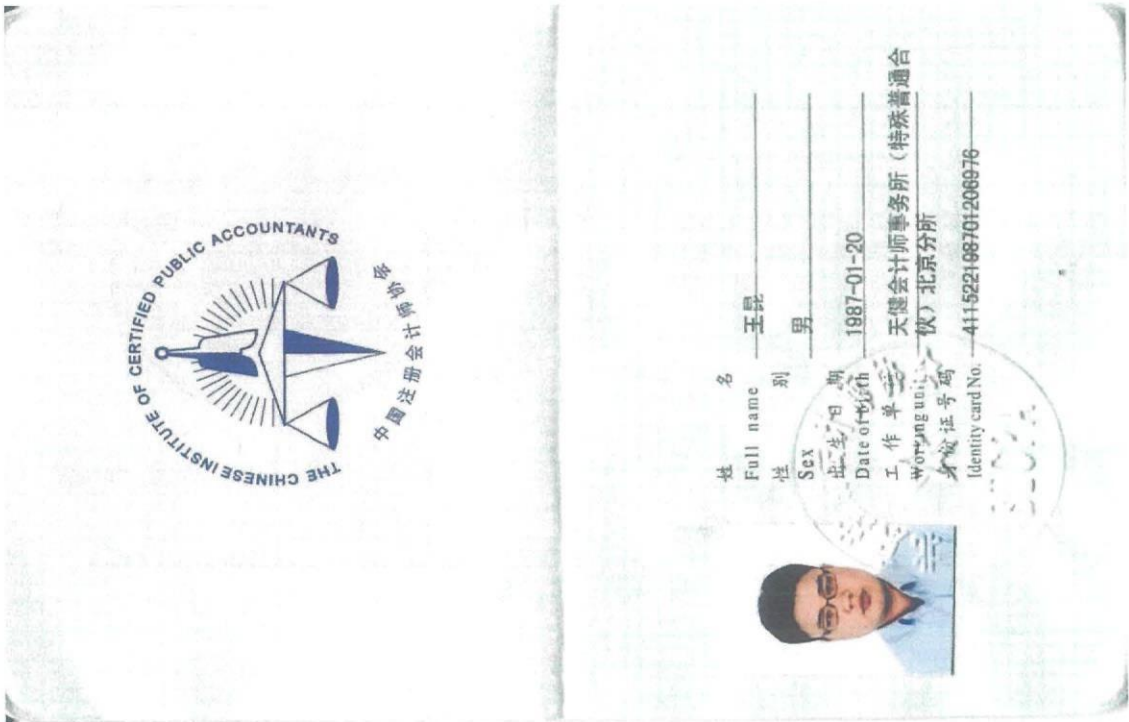 THE CHINESE INSTITUTE OF CERTIFIED PUBLIC ACCOUNTANTS
中国注册会计师协会
姓 名
Full name 王昆
性 别
Sex 男
出 生 日 期
Date of birth 1987-01-20
工 作 单 位 天健会计师事务所（特殊普通合
Working unit 伙）北京分所
身 份 证 号 码
Identity card No. 411522198701206976